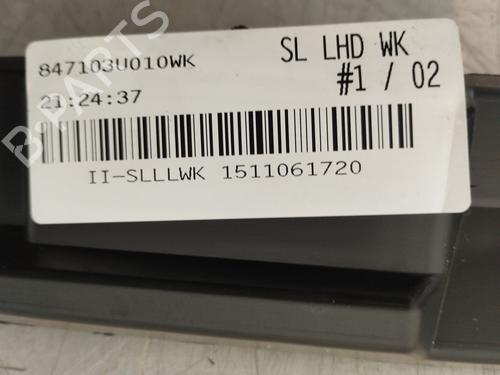 847103U010WK
SL LHD WK
21:24:37
#1 / 02
II-SLLLWK 1511061720
B-PARTS